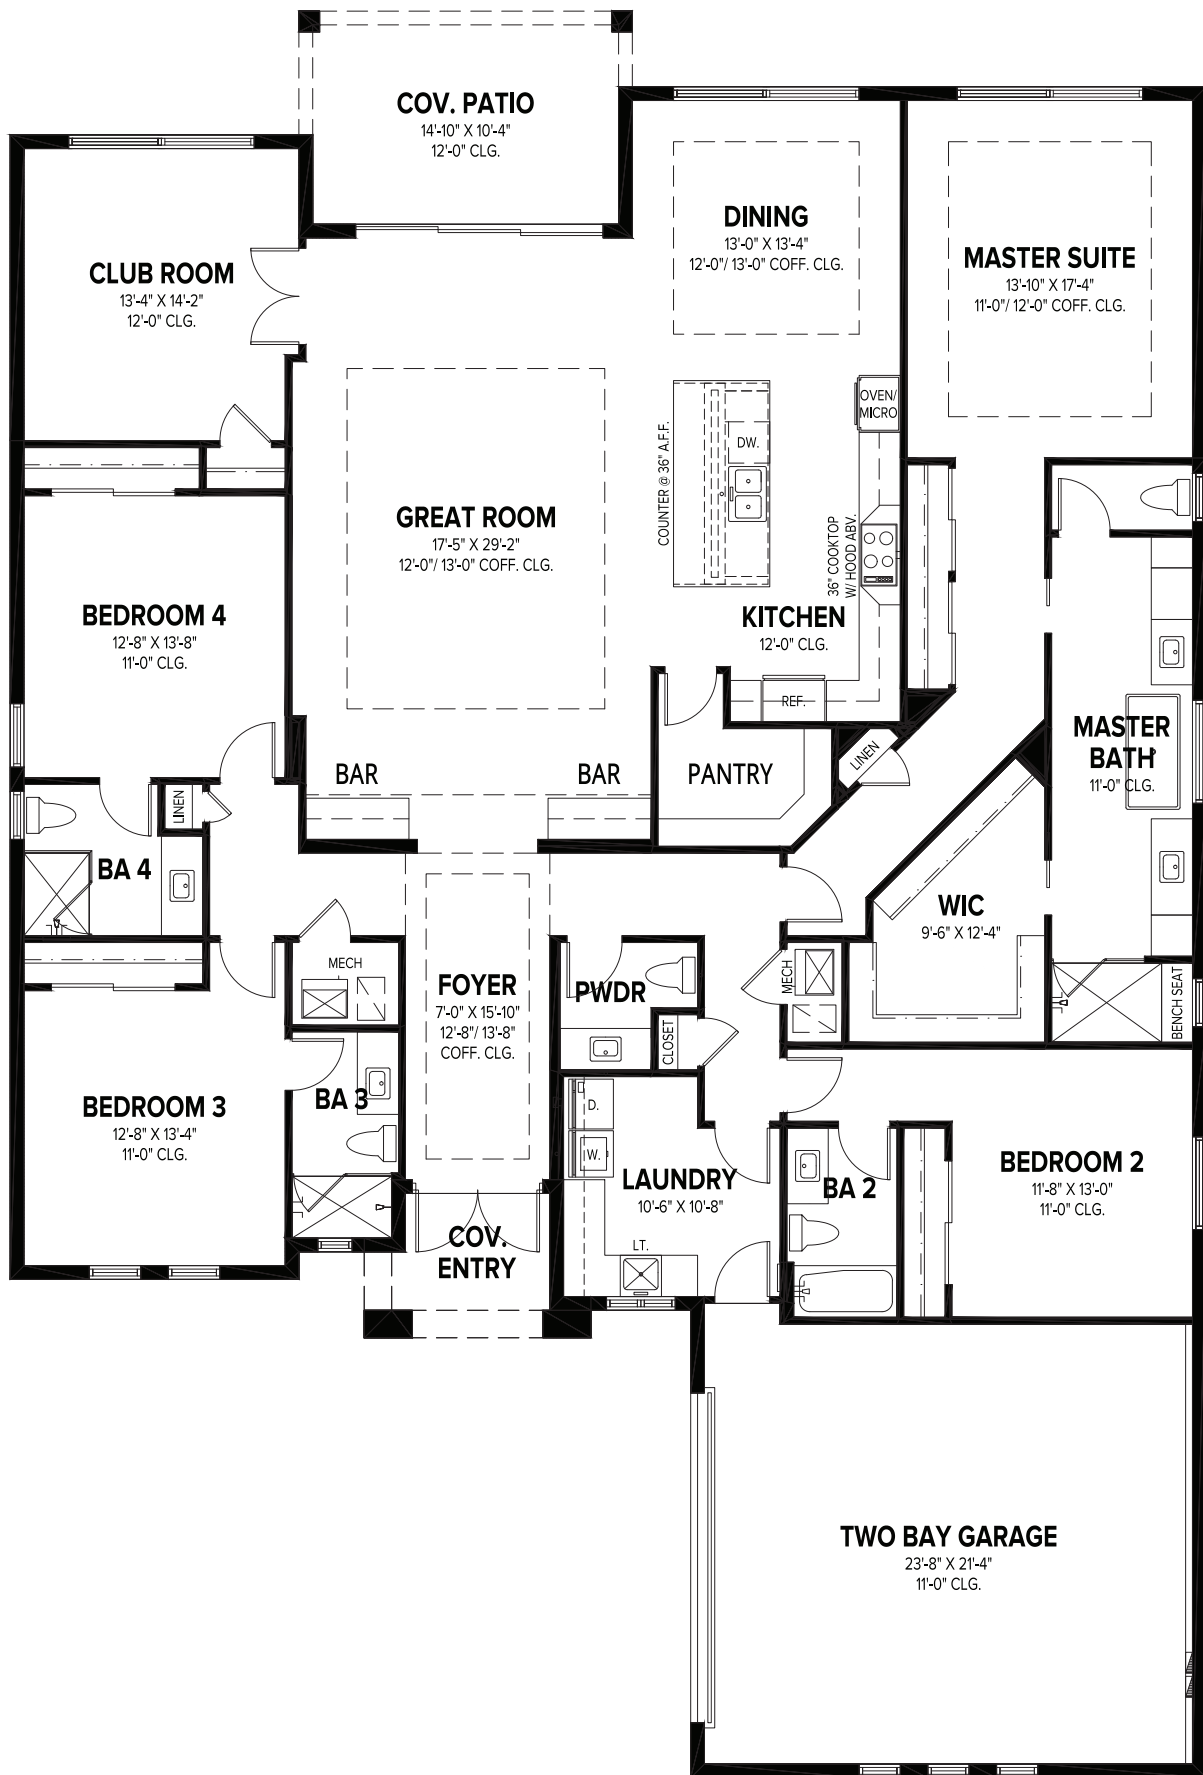 COV. PATIO
14'-10" X 10'-4"
12'-0" CLG.
DINING
13'-0" X 13'-4"
12'-0"/ 13'-0" COFF. CLG.
CLUB ROOM
13'-4" X 14'-2"
12'-0" CLG.
MASTER SUITE
13'-10" X 17'-4"
11'-0"/ 12'-0" COFF. CLG.
OVEN/
MICRO
COUNTER @ 36" A.F.F.
DW.
GREAT ROOM
17'-5" X 29'-2"
12'-0"/ 13'-0" COFF. CLG.
36" COOKTOP
W/ HOOD ABV.
KITCHEN
12'-0" CLG.
REF.
BEDROOM 4
12'-8" X 13'-8"
11'-0" CLG.
MASTER
BATH
11'-0" CLG.
BAR
BAR
PANTRY
LINEN
LINEN
BA 4
WIC
9'-6" X 12'-4"
MECH
FOYER
7'-0" X 15'-10"
12'-8"/ 13'-8"
COFF. CLG.
PWDR
MECH
BENCH SEAT
CLOSET
BEDROOM 3
12'-8" X 13'-4"
11'-0" CLG.
BA 3
D.
W.
LAUNDRY
10'-6" X 10'-8"
LT.
BA 2
BEDROOM 2
11'-8" X 13'-0"
11'-0" CLG.
COV.
ENTRY
TWO BAY GARAGE
23'-8" X 21'-4"
11'-0" CLG.